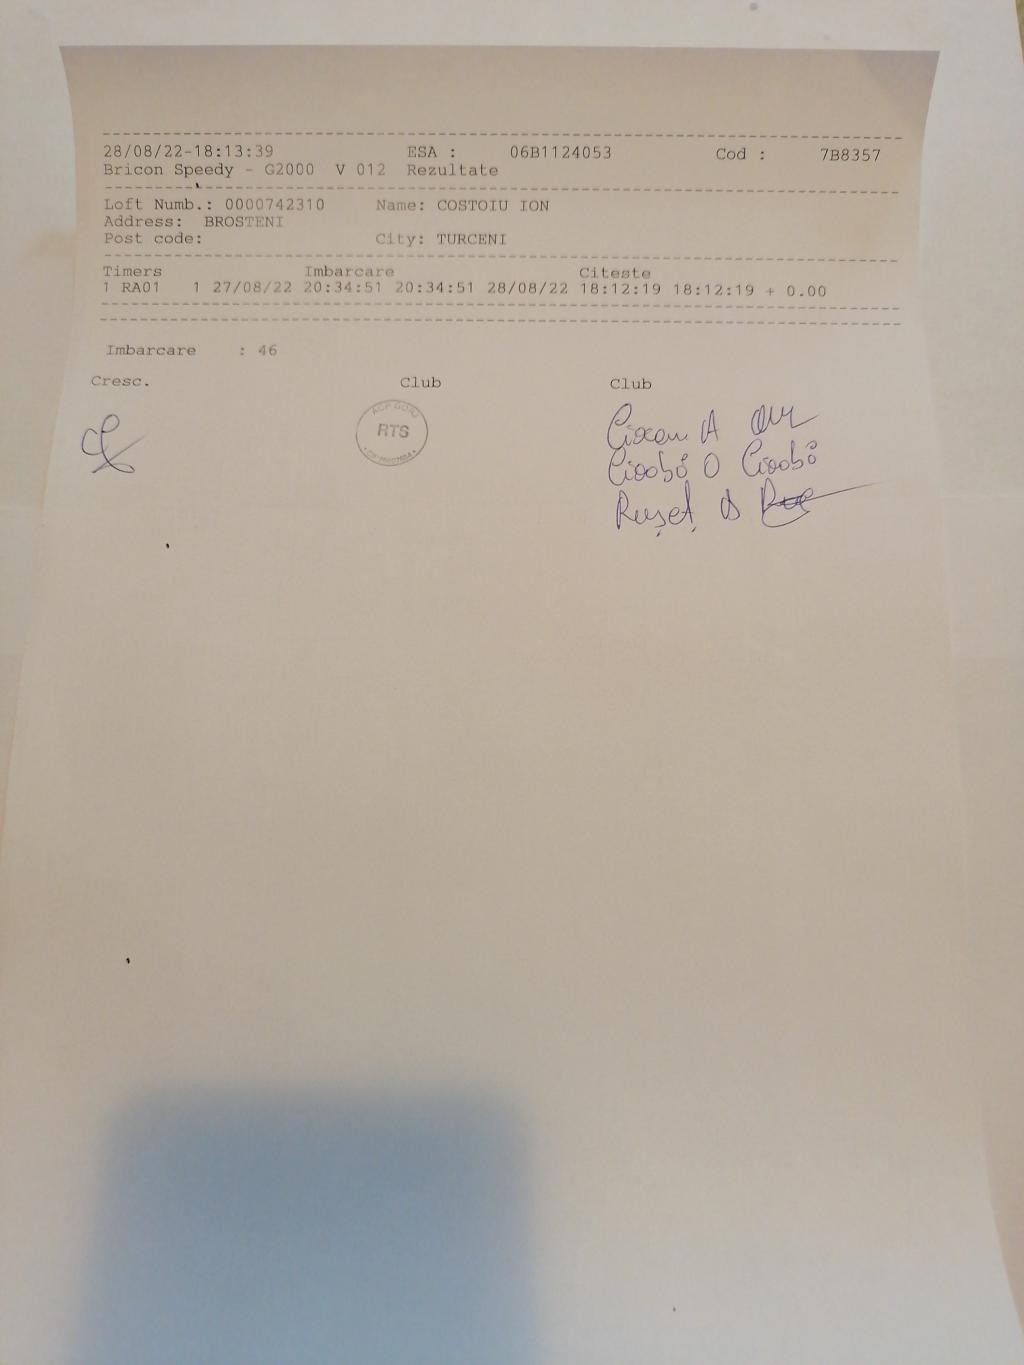 28/08/22-18:13:39 ESA : 06B1124053 Cod : 7B8357
Bricon Speedy - G2000 V 012 Rezultate
Loft Numb.: 0000742310 Name: COSTOIU ION
Address: BROSTENI
Post code: City: TURCENI
Timers Imbarcare Citeste
1 RA01 1 27/08/22 20:34:51 20:34:51 28/08/22 18:12:19 18:12:19 + 0.00
Imbarcare : 46
Cresc. Club Club
ACP GORJ
RTS
A
O
Rușeț